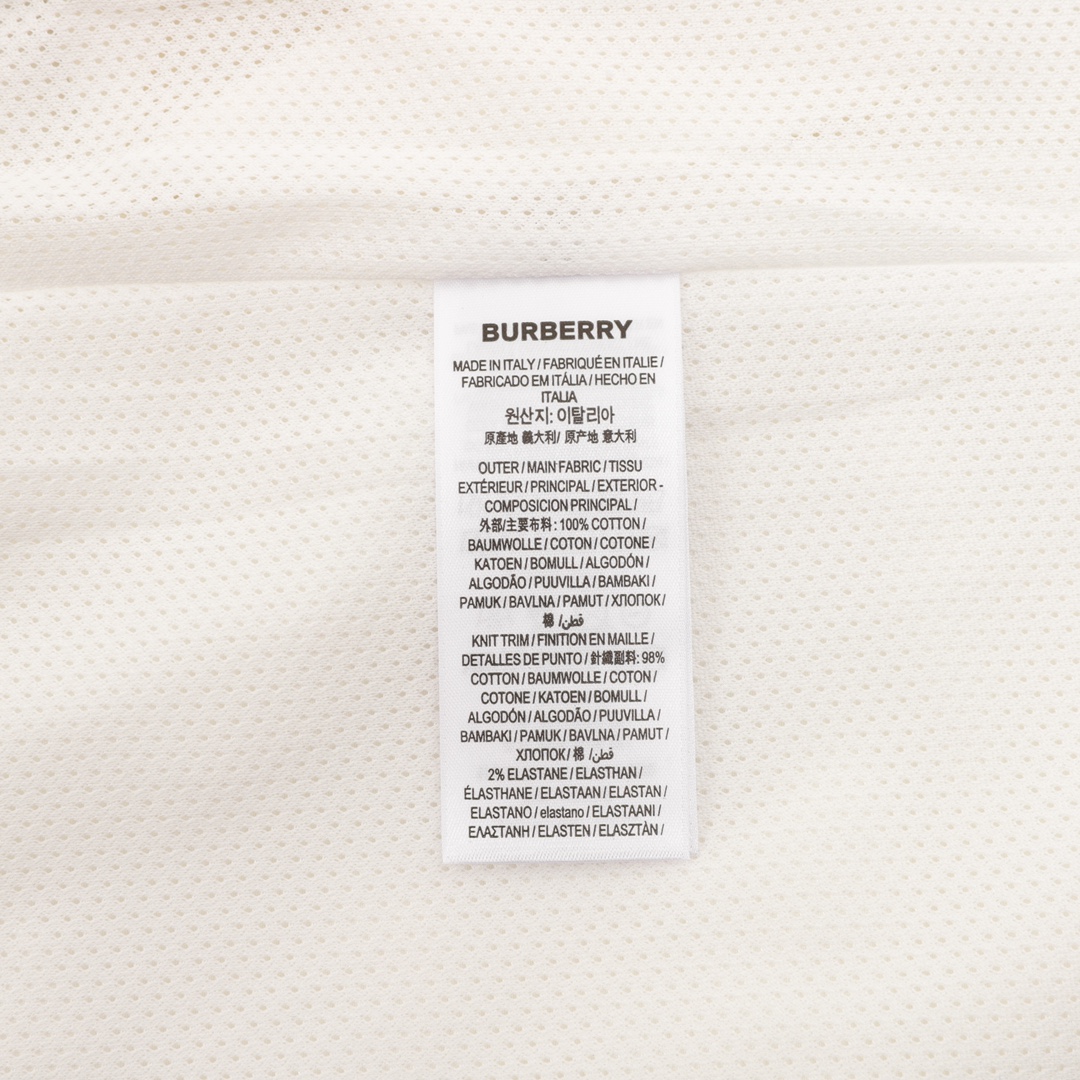 BURBERRY
MADE IN ITALY / FABRIQUÉ EN ITALIE /
FABRICADO EM ITÁLIA / HECHO EN
ITALIA
원산지: 이탈리아
原產地 義大利/ 原产地 意大利
OUTER / MAIN FABRIC / TISSU
EXTÉRIEUR / PRINCIPAL / EXTERIOR -
COMPOSICION PRINCIPAL /
外部/主要布料 : 100% COTTON /
BAUMWOLLE / COTON / COTONE /
KATOEN / BOMULL / ALGODÓN /
ALGODÃO / PUUVILLA / BAMBAKI /
PAMUK / BAVLNA / PAMUT / ХЛОПОК /
棉 /قطن
KNIT TRIM / FINITION EN MAILLE /
DETALLES DE PUNTO / 針織副料: 98%
COTTON / BAUMWOLLE / COTON /
COTONE / KATOEN / BOMULL /
ALGODÓN / ALGODÃO / PUUVILLA /
BAMBAKI / PAMUK / BAVLNA / PAMUT /
ХЛОПОК / 棉 /قطن
2% ELASTANE / ELASTHAN /
ÉLASTHANE / ELASTAAN / ELASTAN /
ELASTANO / elastano / ELASTAANI /
ΕΛΑΣΤΑΝΗ / ELASTEN / ELASZTÀN /